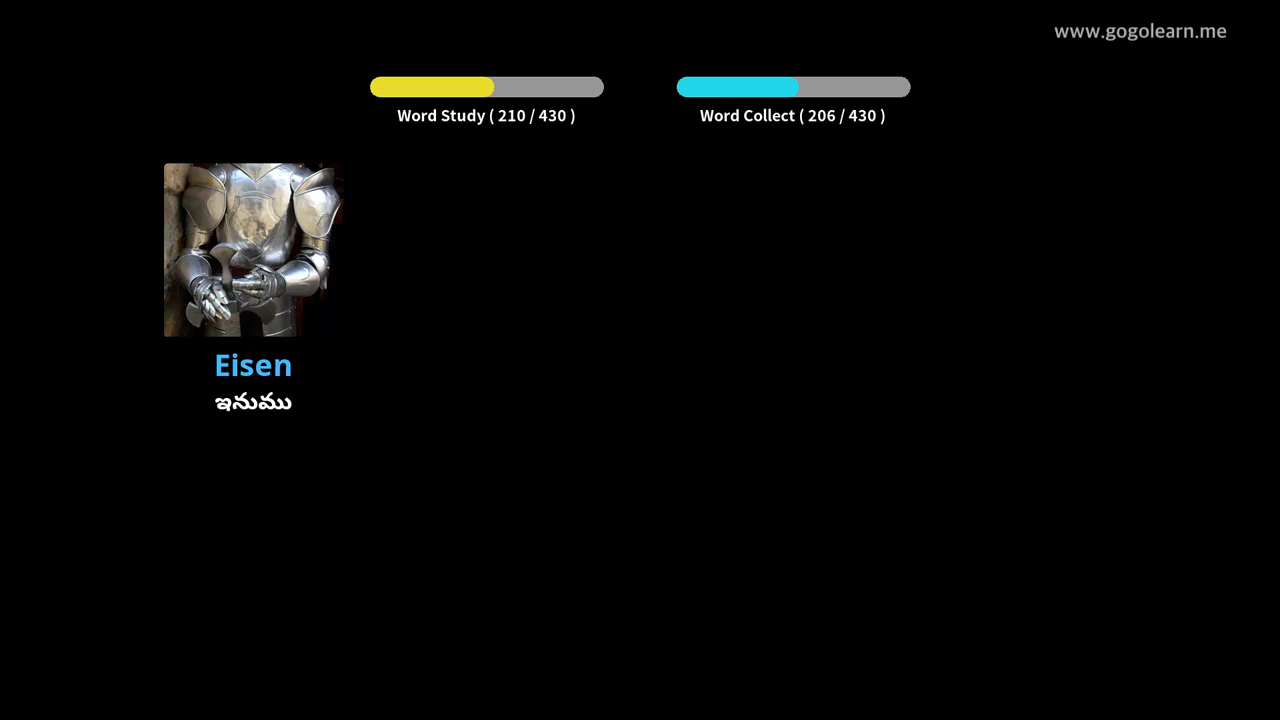 www.gogolearn.me
Word Study ( 210 / 430 )
Word Collect ( 206 / 430 )
Eisen
ఇనుము